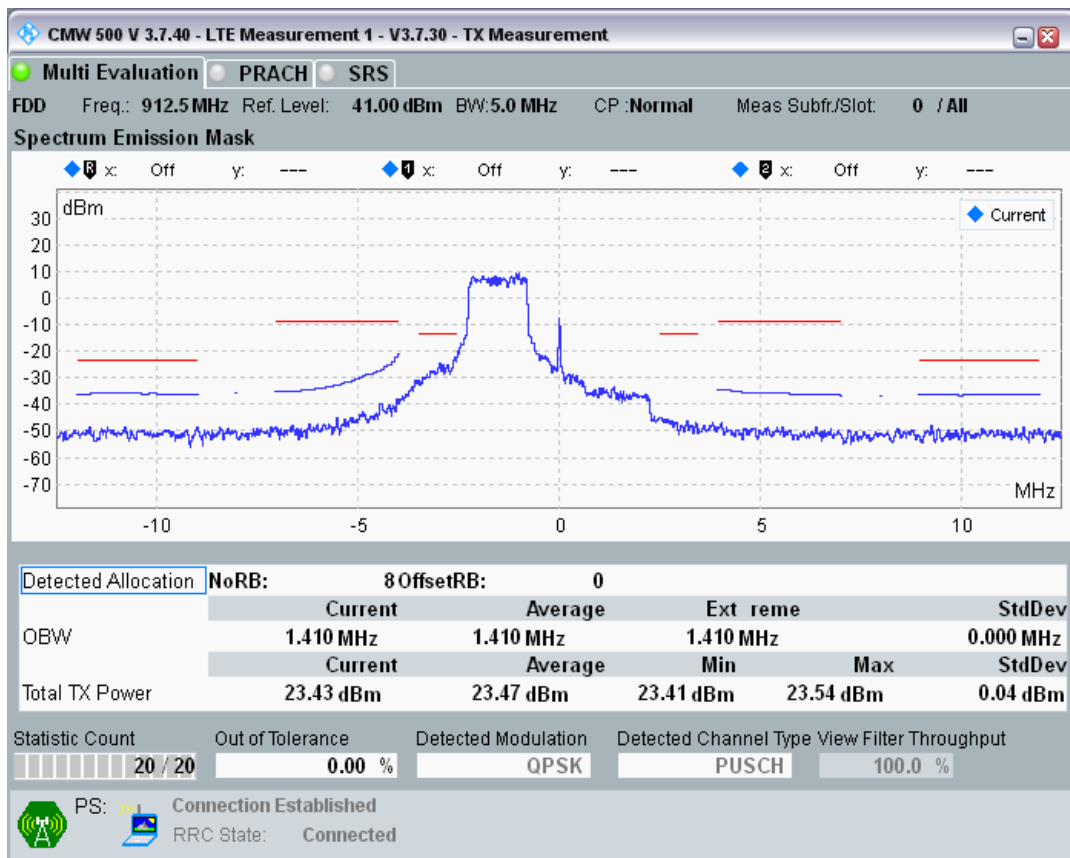 CMW 500 V 3.7.40 - LTE Measurement 1 - V3.7.30 - TX Measurement
Multi Evaluation PRACH SRS
FDD Freq.: 912.5 MHz Ref. Level: 41.00 dBm BW:5.0 MHz CP :Normal Meas Subfr./Slot: 0 / All
Spectrum Emission Mask
R x: Off y: --- 1 x: Off y: --- 2 x: Off y: ---
dBm
Current
30
20
10
0
-10
-20
-30
-40
-50
-60
-70
MHz
-10 -5 0 5 10
Detected Allocation NoRB: 8 OffsetRB: 0
Current Average Ext reme StdDev
OBW 1.410 MHz 1.410 MHz 1.410 MHz 0.000 MHz
Current Average Min Max StdDev
Total TX Power 23.43 dBm 23.47 dBm 23.41 dBm 23.54 dBm 0.04 dBm
Statistic Count Out of Tolerance Detected Modulation Detected Channel Type View Filter Throughput
20 / 20 0.00 % QPSK PUSCH 100.0 %
PS: Connection Established
RRC State: Connected